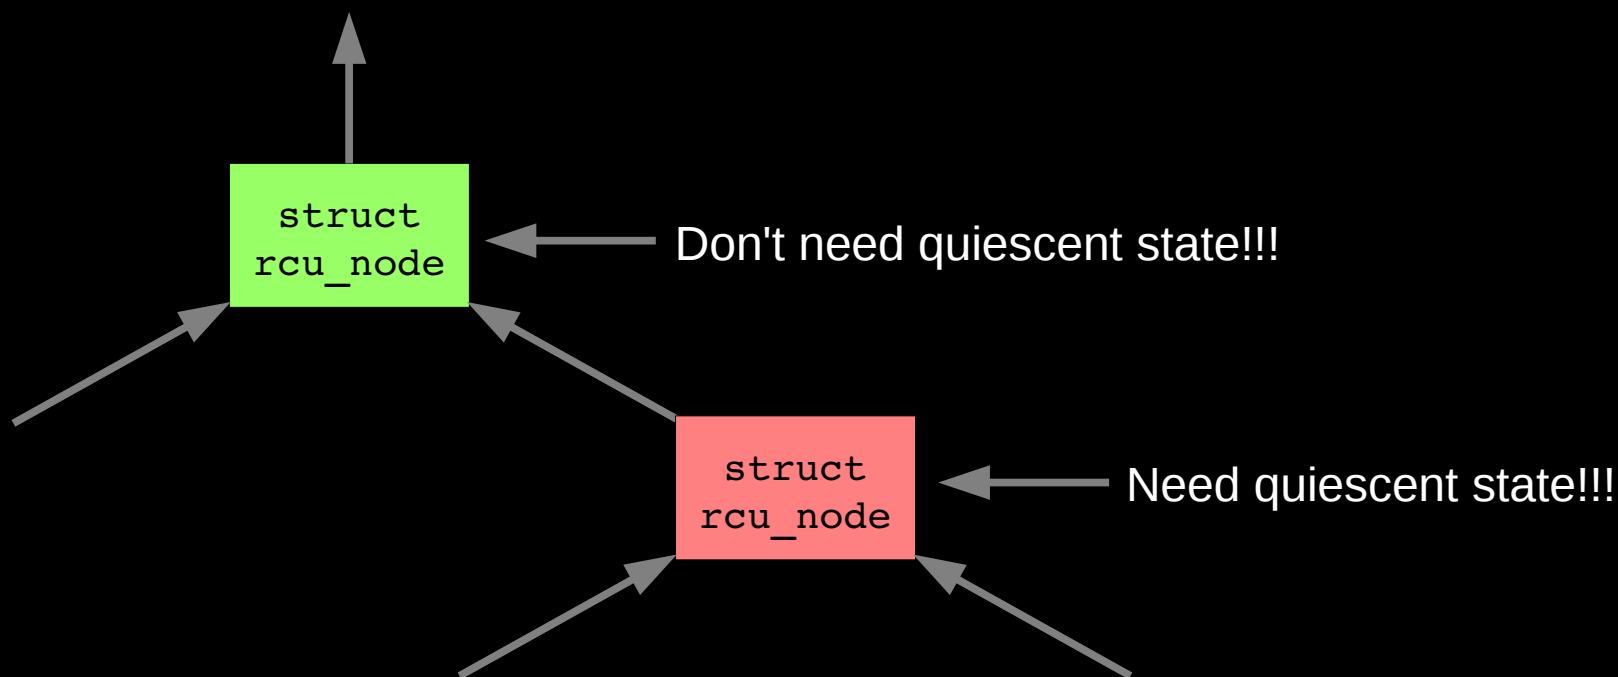 struct
rcu_node
Don't need quiescent state!!!
struct
rcu_node
Need quiescent state!!!